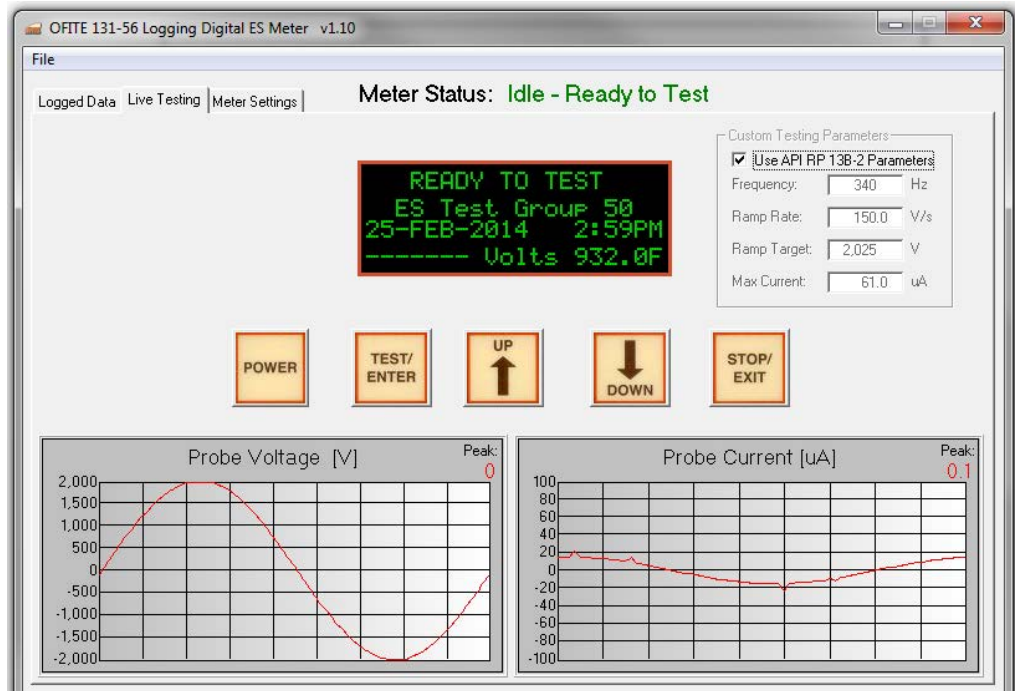 OFITE 131-56 Logging Digital ES Meter v1.10
File
Logged Data Live Testing Meter Settings
Meter Status: Idle - Ready to Test
READY TO TEST
ES Test Group 50
25-FEB-2014 2:59PM
------- Volts 932.0F
Custom Testing Parameters
Use API RP 13B-2 Parameters
Frequency: 340 Hz
Ramp Rate: 150.0 V/s
Ramp Target: 2,025 V
Max Current: 61.0 uA
POWER
TEST/
ENTER
UP
DOWN
STOP/
EXIT
Probe Voltage [V]
Peak:
0
2,000
1,500
1,000
500
0
-500
-1,000
-1,500
-2,000
Probe Current [uA]
Peak:
0.1
100
80
60
40
20
0
-20
-40
-60
-80
-100